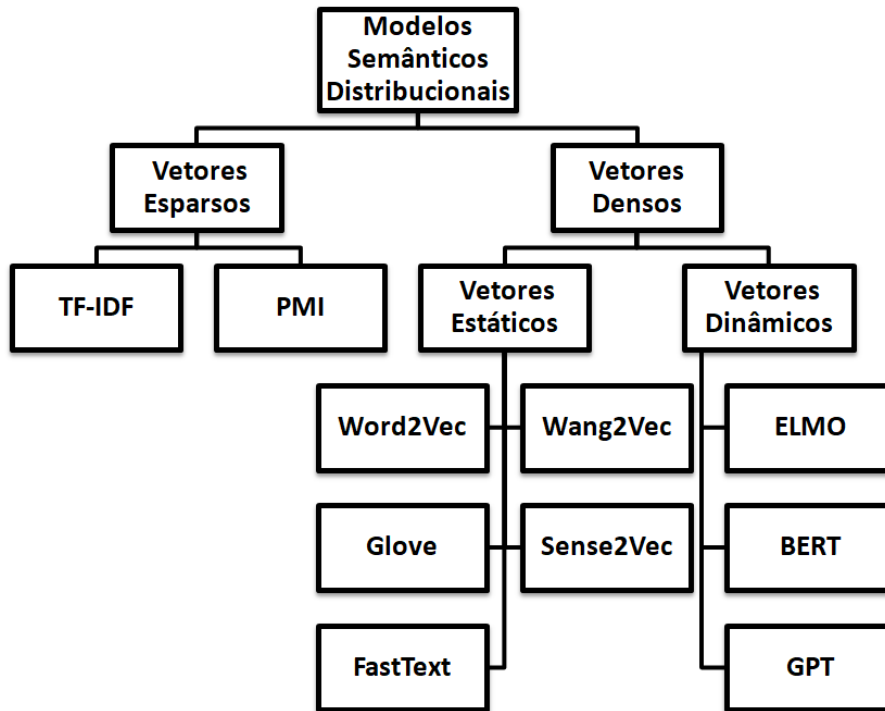 Modelos
Semânticos
Distribucionais
Vetores
Esparsos
Vetores
Densos
TF-IDF
PMI
Vetores
Estáticos
Vetores
Dinâmicos
Word2Vec
Wang2Vec
ELMO
Glove
Sense2Vec
BERT
FastText
GPT